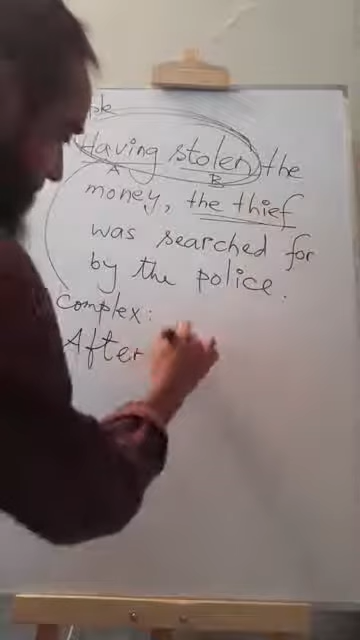 Having stolen the
A B
money, the thief
was searched for
by the police.
complex:
After